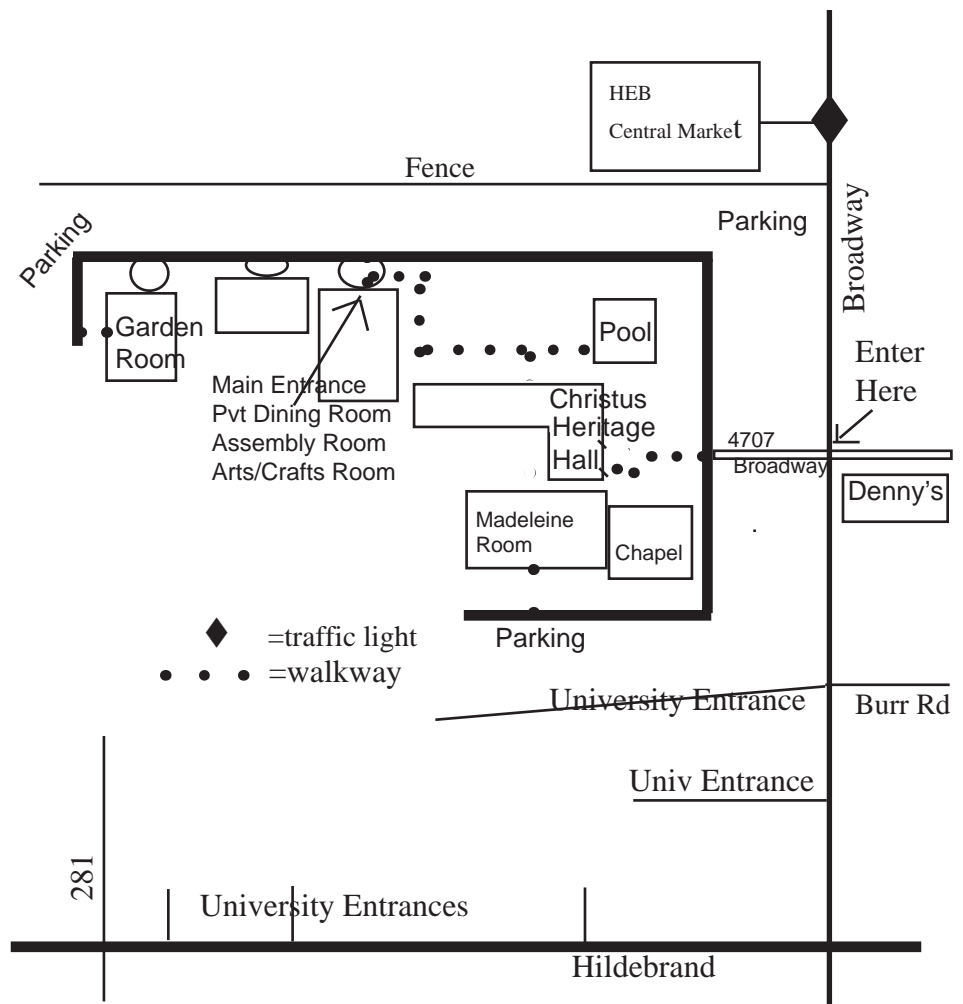 HEB
Central Market
Fence
Parking
Parking
Broadway
Garden
Room
Pool
Enter
Here
Main Entrance
Pvt Dining Room
Assembly Room
Arts/Crafts Room
Christus
Heritage
Hall
4707
Broadway
Denny's
Madeleine
Room
Chapel
Parking
=traffic light
=walkway
University Entrance
Burr Rd
Univ Entrance
281
University Entrances
Hildebrand